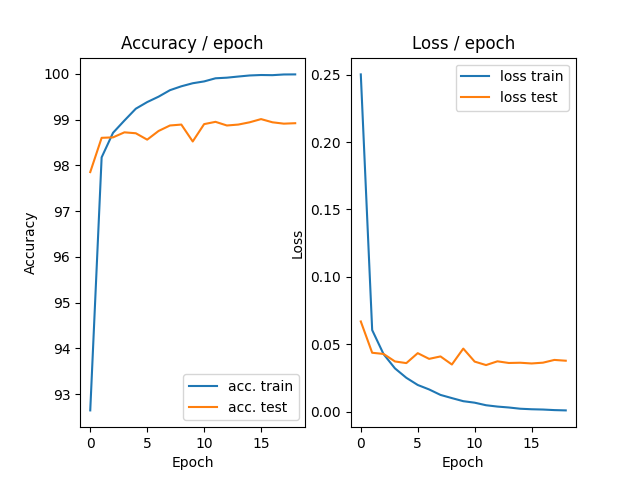 Accuracy / epoch
Accuracy
100
99
98
97
96
95
94
93
0
5
10
15
Epoch
acc. train
acc. test
Loss / epoch
Loss
0.25
0.20
0.15
0.10
0.05
0.00
0
5
10
15
Epoch
loss train
loss test